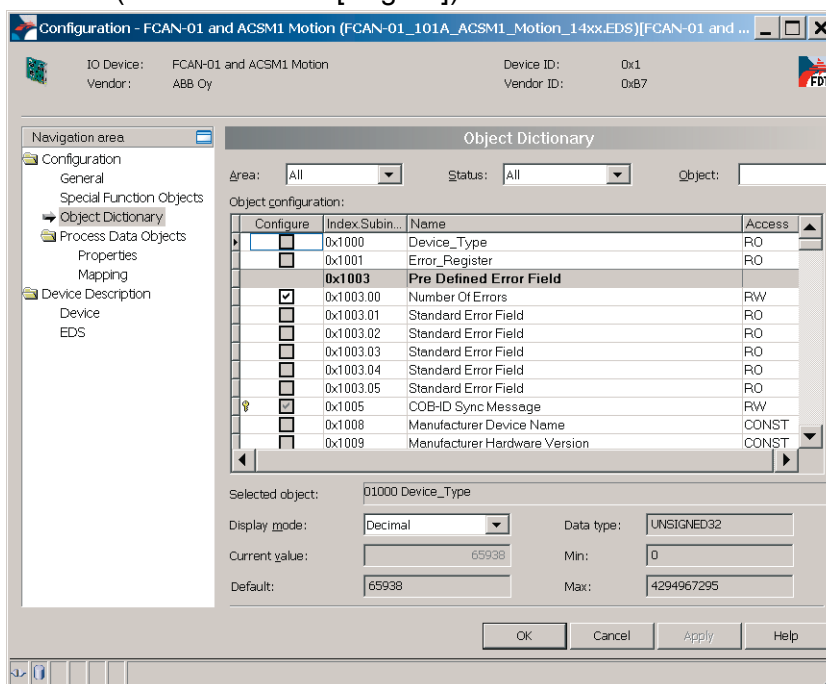 Configuration - FCAN-01 and ACSM1 Motion (FCAN-01_101A_ACSM1_Motion_14xx.EDS)[FCAN-01 and ...
IO Device: FCAN-01 and ACSM1 Motion Device ID: 0x1
Vendor: ABB Oy Vendor ID: 0xB7
FDT
Navigation area
Configuration
General
Special Function Objects
Object Dictionary
Process Data Objects
Properties
Mapping
Device Description
Device
EDS
Object Dictionary
Area: All Status: All Object:
Object configuration:
Configure Index.Subin... Name Access
0x1000 Device_Type RO
0x1001 Error_Register RO
0x1003 Pre Defined Error Field
0x1003.00 Number Of Errors RW
0x1003.01 Standard Error Field RO
0x1003.02 Standard Error Field RO
0x1003.03 Standard Error Field RO
0x1003.04 Standard Error Field RO
0x1003.05 Standard Error Field RO
0x1005 COB-ID Sync Message RW
0x1008 Manufacturer Device Name CONST
0x1009 Manufacturer Hardware Version CONST
Selected object: 01000 Device_Type
Display mode: Decimal Data type: UNSIGNED32
Current value: 65938 Min: 0
Default: 65938 Max: 4294967295
OK Cancel Apply Help